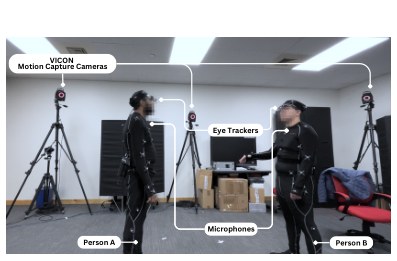 VICON
Motion Capture Cameras
Eye Trackers
Microphones
Person A
Person B